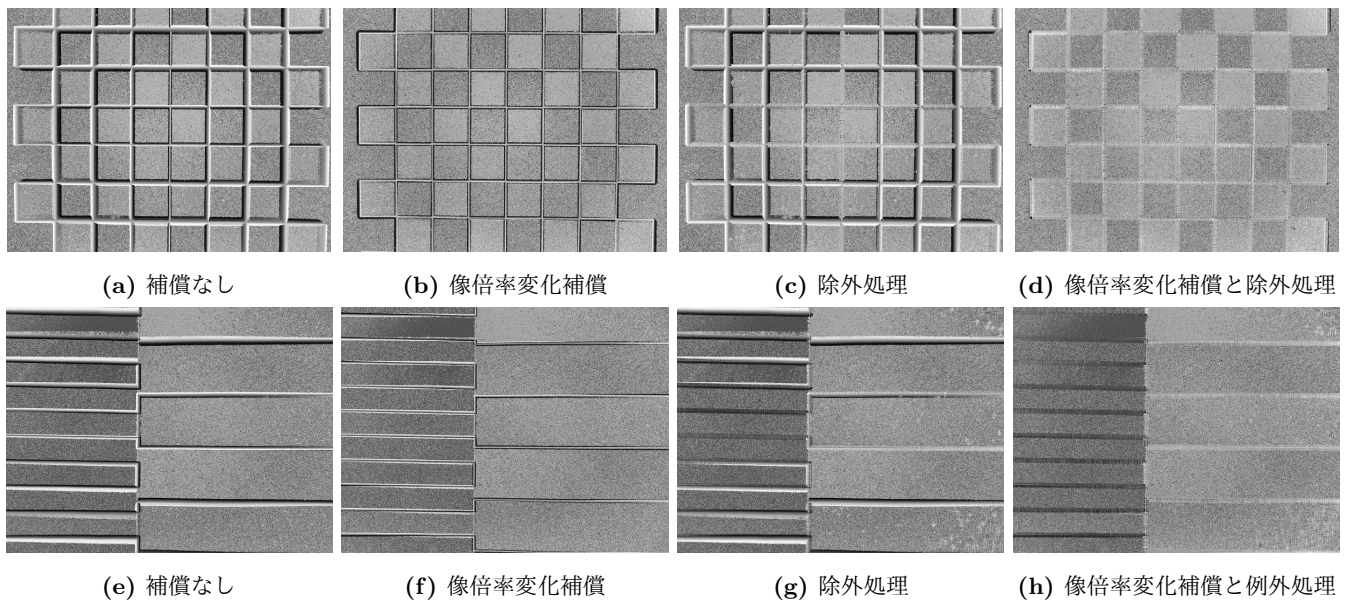 (a) 補償なし
(b) 像倍率変化補償
(c) 除外処理
(d) 像倍率変化補償と除外処理
(e) 補償なし
(f) 像倍率変化補償
(g) 除外処理
(h) 像倍率変化補償と例外処理